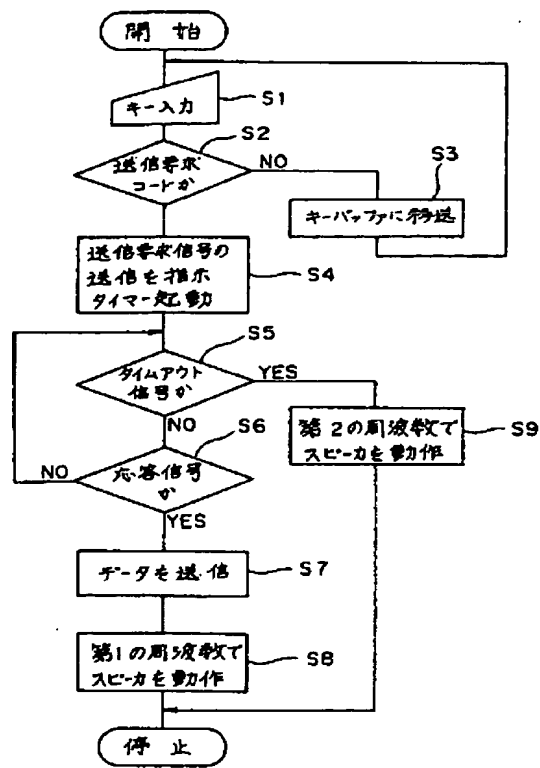 開始
キー入力
S1
S2
送信要求
コードか
NO
S3
キーバッファに移送
送信要求信号の
送信を指示
タイマー起動
S4
S5
タイムアウト
信号か
YES
NO
第2の周波数で
スピーカを動作
S9
S6
応答信号
か
NO
YES
データを送信
S7
第1の周波数で
スピーカを動作
S8
停止